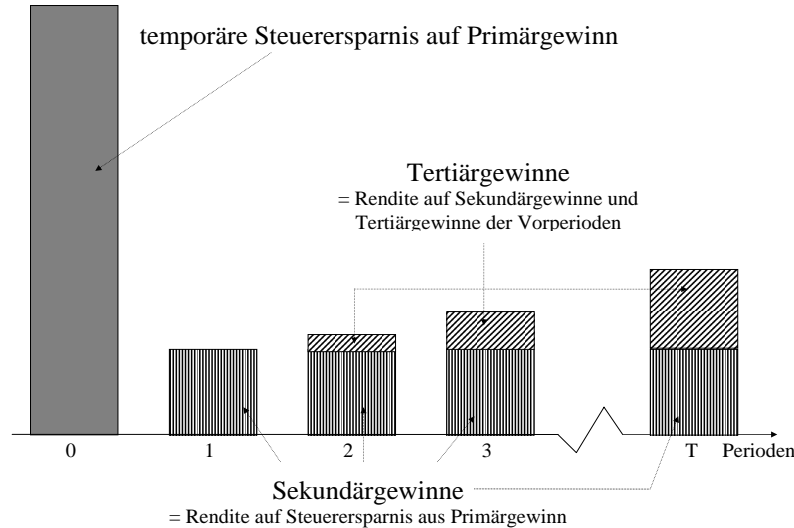 temporäre Steuerersparnis auf Primärgewinn
Tertiärgewinne
= Rendite auf Sekundärgewinne und
Tertiärgewinne der Vorperioden
0
1
2
3
T
Perioden
Sekundärgewinne
= Rendite auf Steuerersparnis aus Primärgewinn